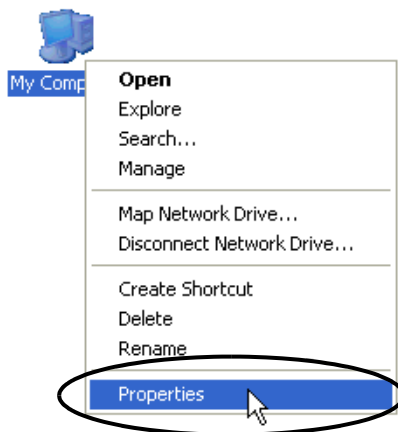 My Comp
Open
Explore
Search...
Manage
Map Network Drive...
Disconnect Network Drive...
Create Shortcut
Delete
Rename
Properties